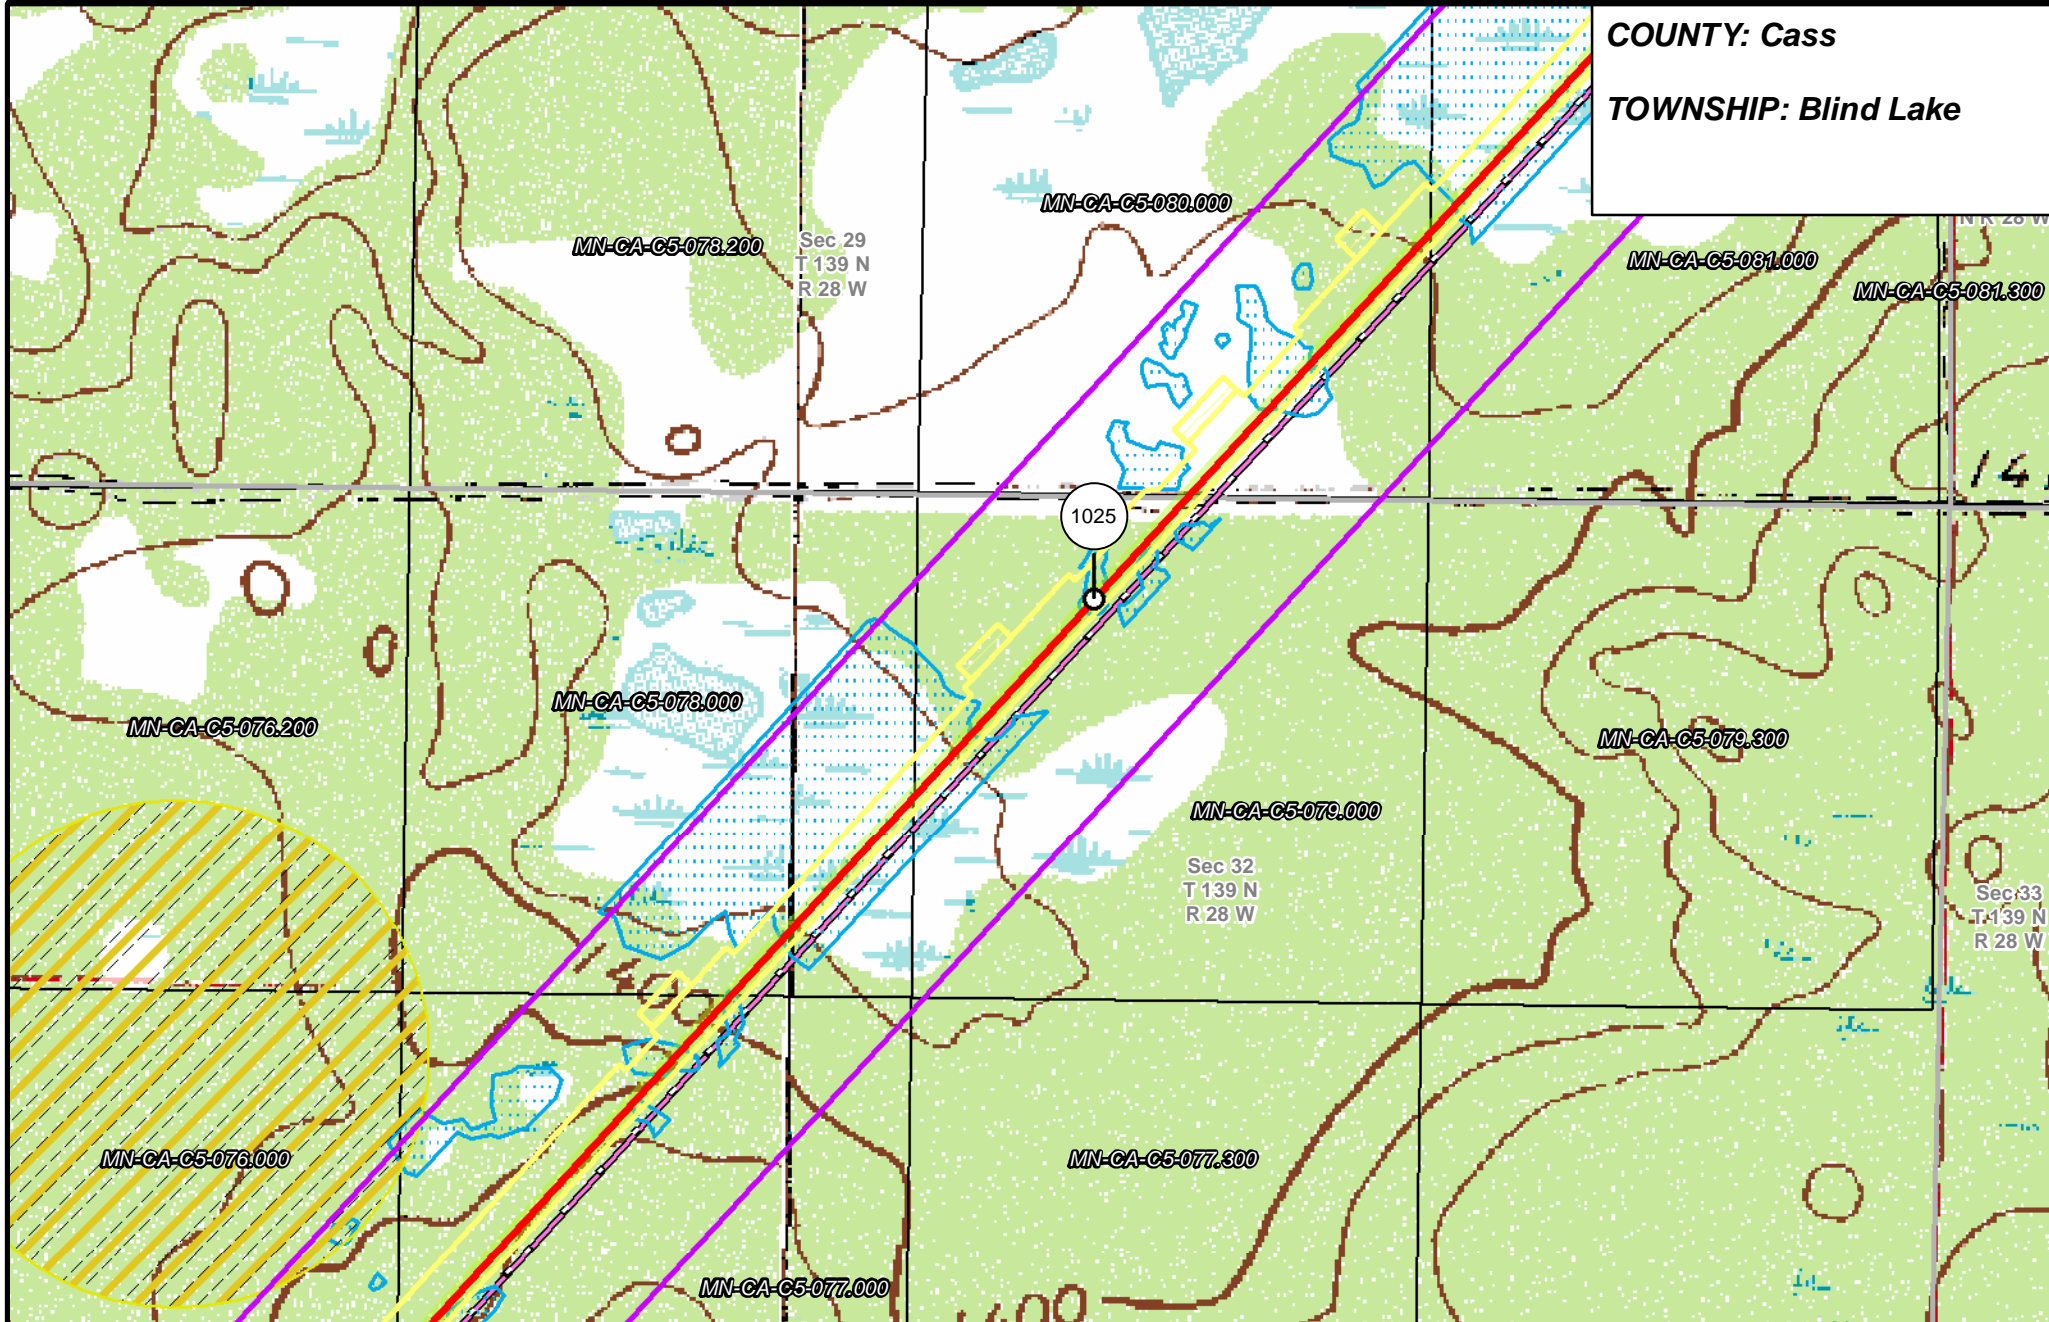 COUNTY: Cass
TOWNSHIP: Blind Lake
MN-CA-C5-080.000
N R 28 W
MN-CA-C5-078.200
Sec 29
T 139 N
R 28 W
MN-CA-C5-081.000
MN-CA-C5-081.300
14
1025
MN-CA-C5-078.000
MN-CA-C5-076.200
MN-CA-C5-079.300
MN-CA-C5-079.000
Sec 32
T 139 N
R 28 W
Sec 33
T 139 N
R 28 W
MN-CA-C5-076.000
MN-CA-C5-077.300
MN-CA-C5-077.000
1400